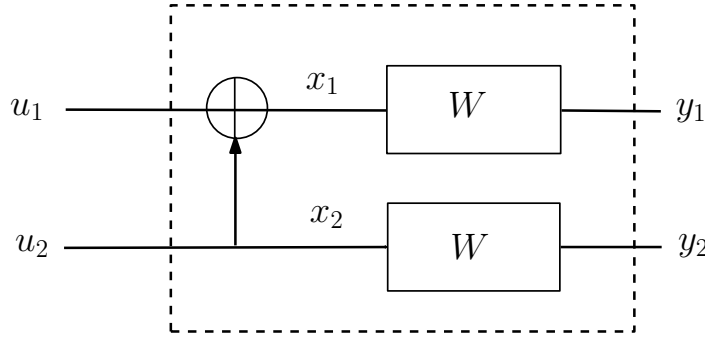 x₁
u₁ W y₁
x₂
u₂ W y₂